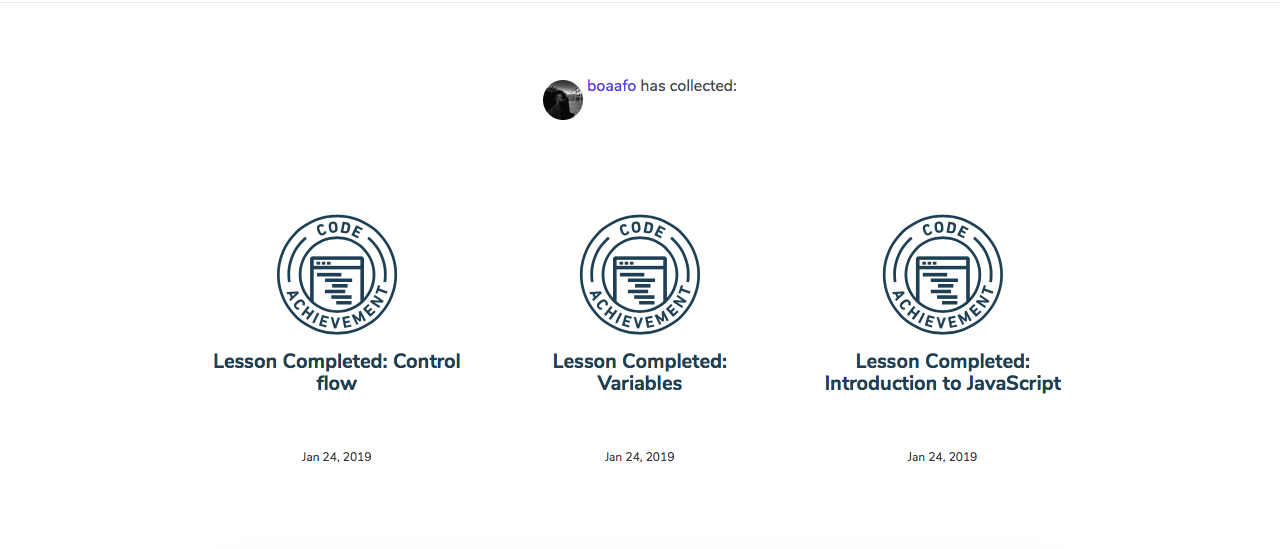 boaafo has collected:
CODE ACHIEVEMENT
CODE ACHIEVEMENT
CODE ACHIEVEMENT
Lesson Completed: Control
flow
Lesson Completed:
Variables
Lesson Completed:
Introduction to JavaScript
Jan 24, 2019
Jan 24, 2019
Jan 24, 2019